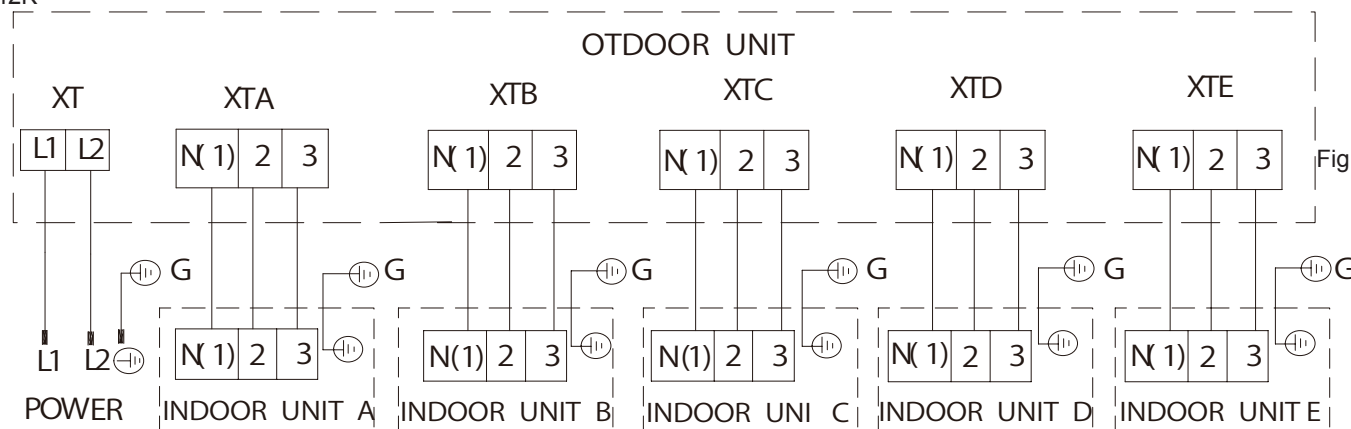 OTDOOR UNIT
XT XTA XTB XTC XTD XTE
L1 L2 N(1) 2 3 N(1) 2 3 N(1) 2 3 N(1) 2 3 N(1) 2 3
Fig
G G G G G G
L1 L2 N(1) 2 3 N(1) 2 3 N(1) 2 3 N(1) 2 3 N(1) 2 3
POWER INDOOR UNIT A INDOOR UNIT B INDOOR UNI C INDOOR UNIT D INDOOR UNIT E